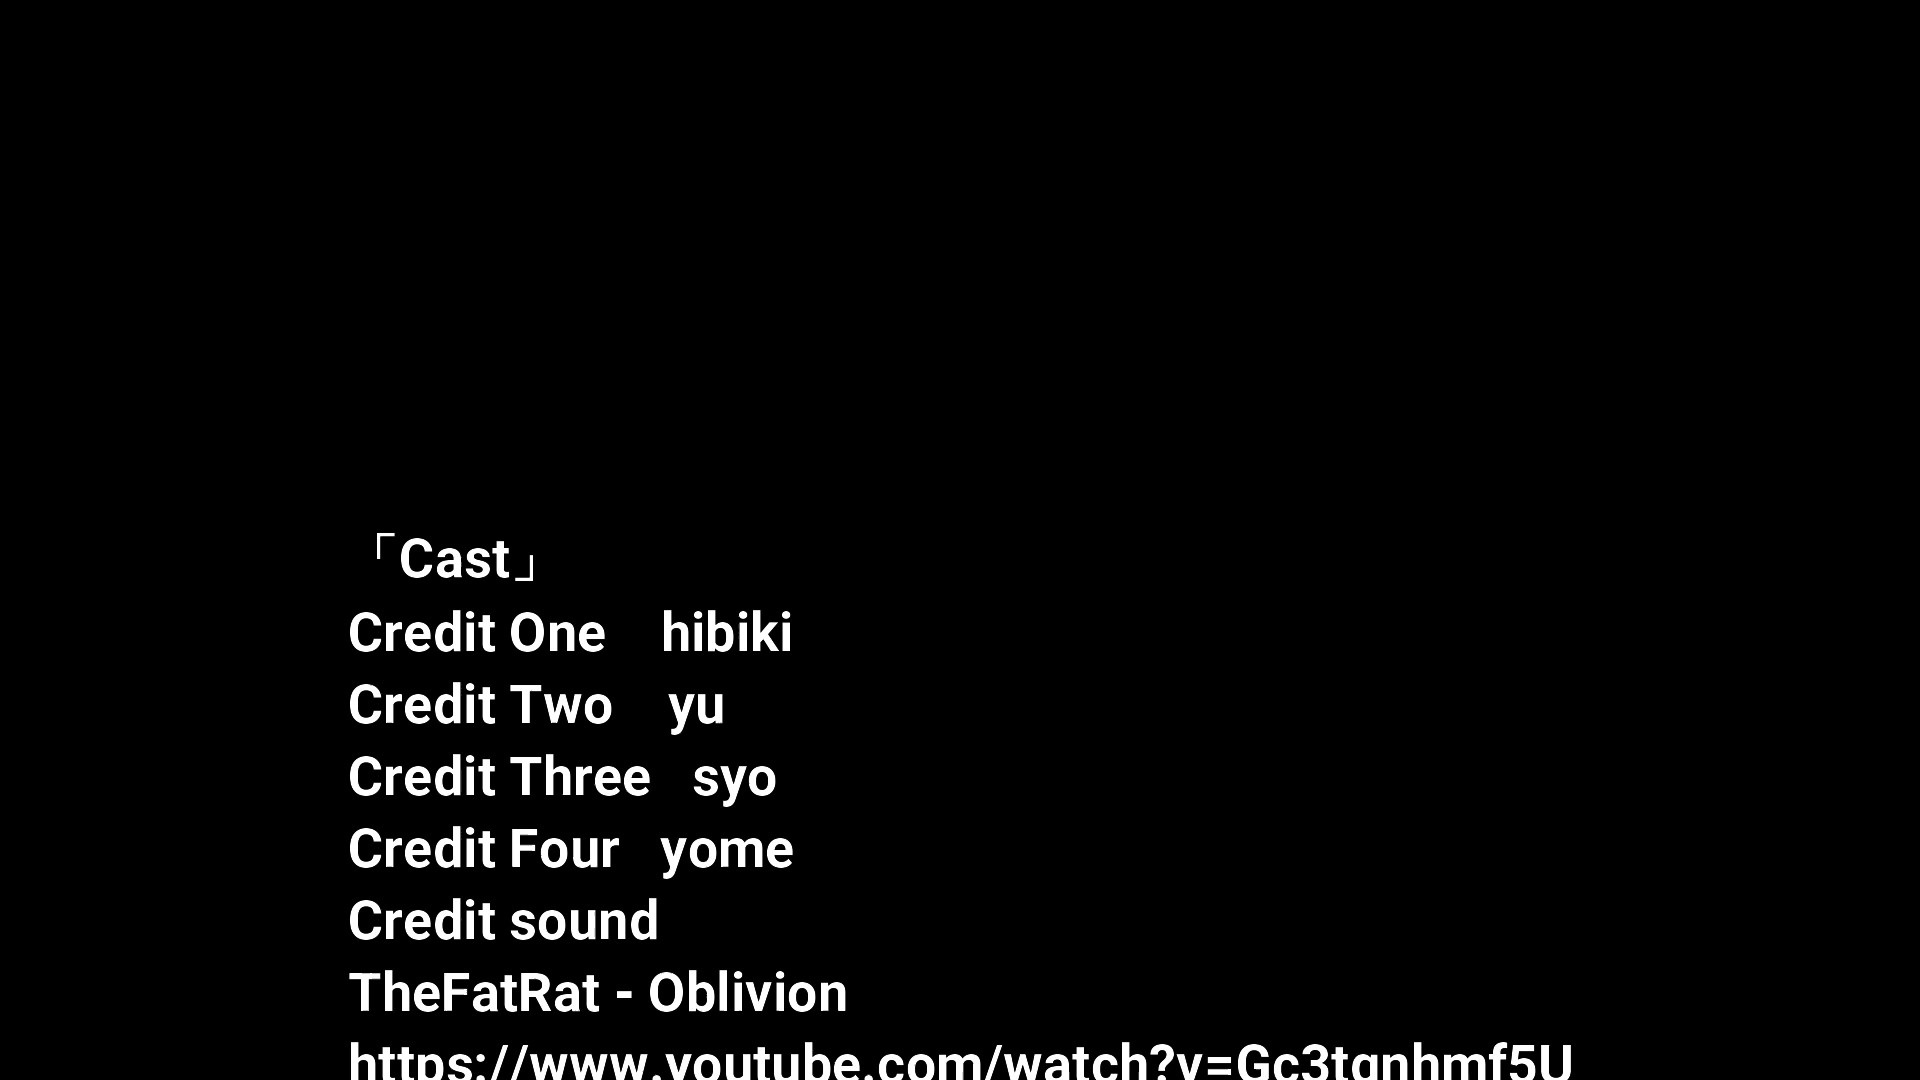 「Cast」
Credit One    hibiki
Credit Two    yu
Credit Three   syo
Credit Four   yome
Credit sound
TheFatRat - Oblivion
https://www.youtube.com/watch?v=Gc3tqnhmf5U